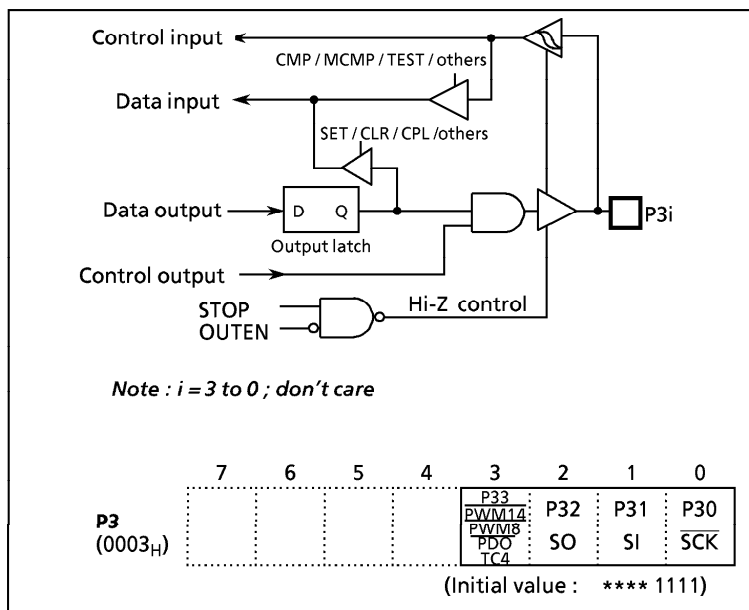 Control input
CMP / MCMP / TEST / others
Data input
SET / CLR / CPL /others
Data output
D Q
P3i
Output latch
Control output
STOP
OUTEN
Hi-Z control
Note : i = 3 to 0 ; don't care
7 6 5 4 3 2 1 0
P3
(0003H)
P33
PWM14
PWM8
PDO
TC4
P32
SO
P31
SI
P30
SCK
(Initial value : **** 1111)